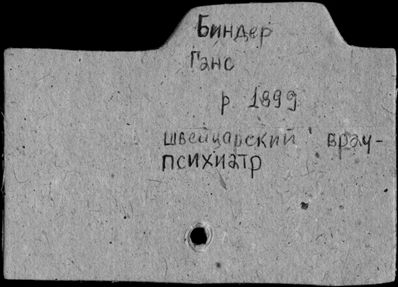 Биндер
Ганс
р. 1899
швейцарский врач-
психиатр